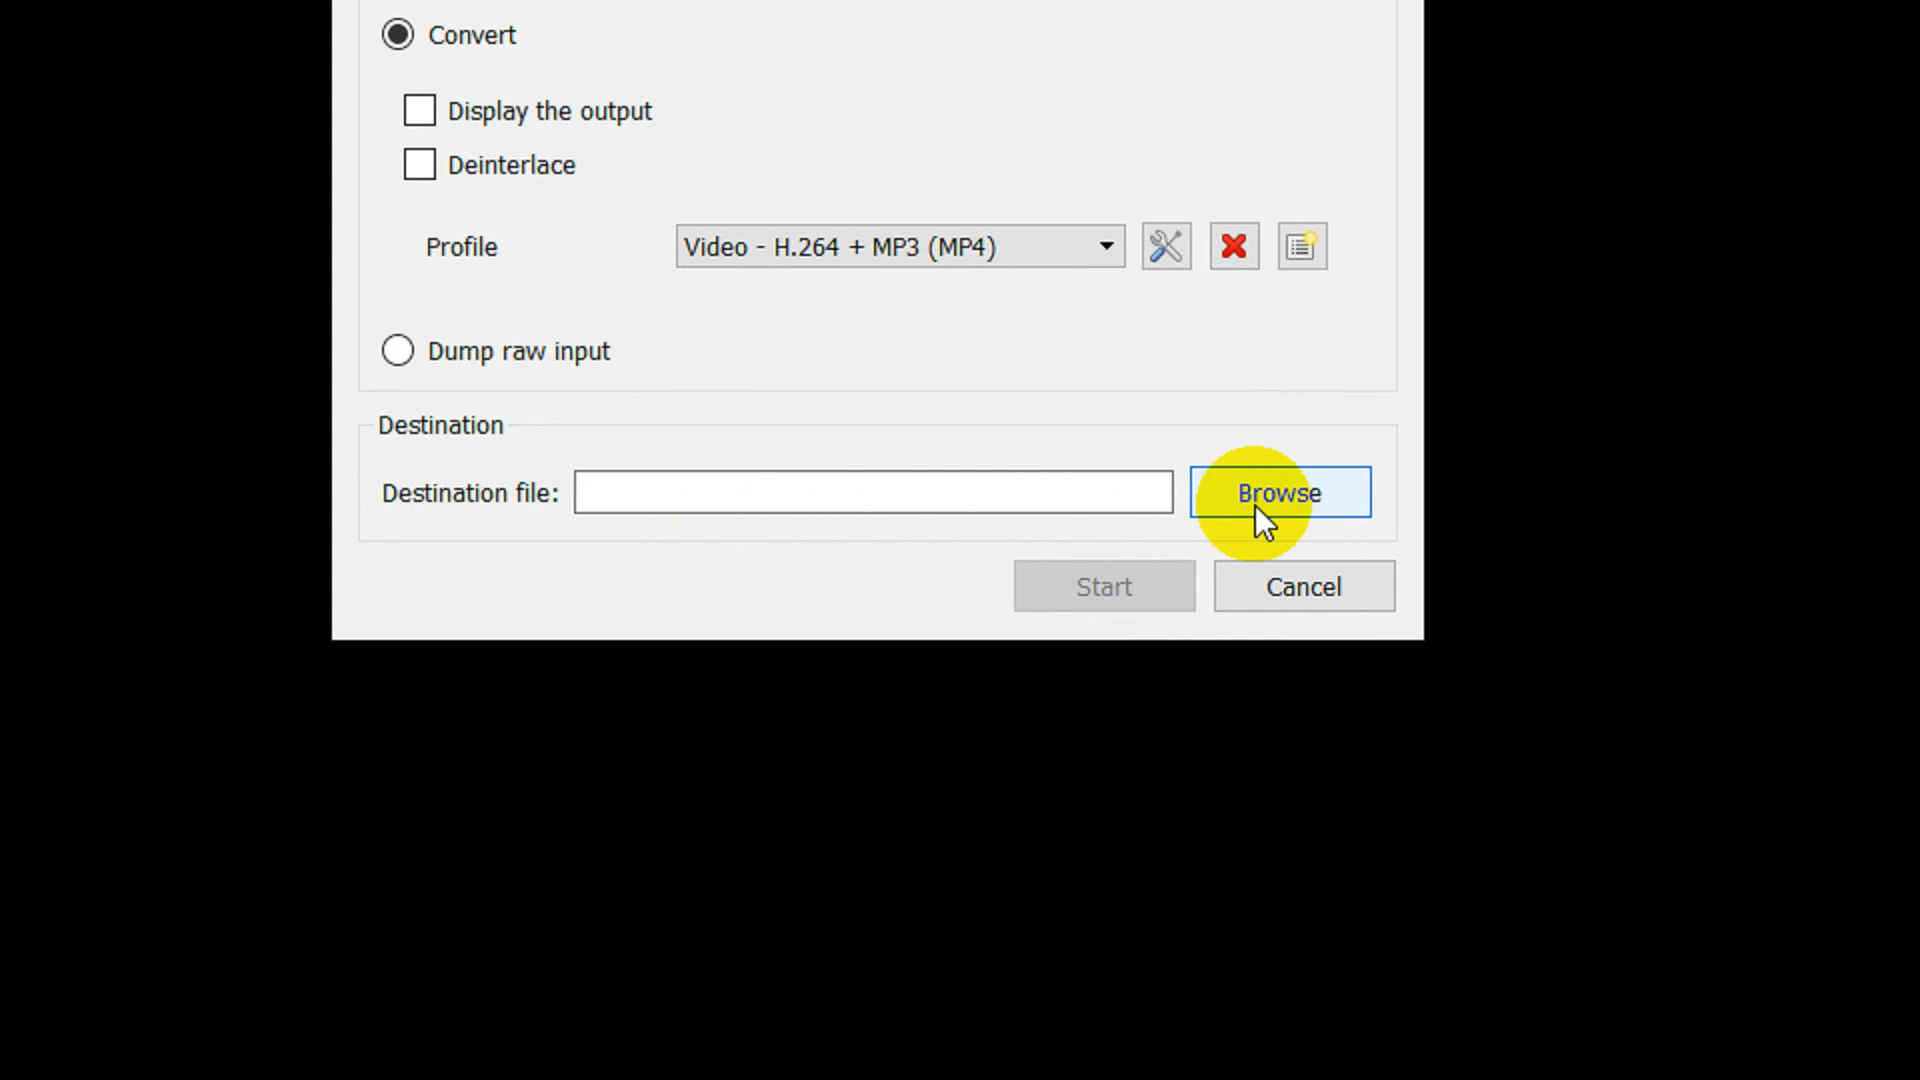 Convert
Display the output
Deinterlace
Profile
Video - H.264 + MP3 (MP4)
Dump raw input
Destination
Destination file:
Browse
Start
Cancel